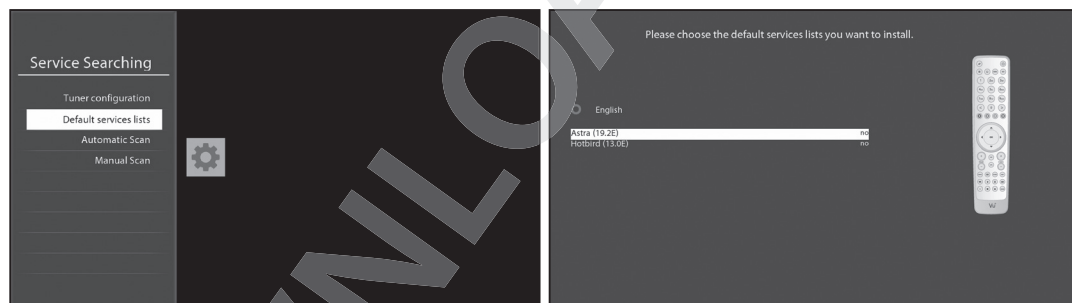 Service Searching
Tuner configuration
Default services lists
Automatic Scan
Manual Scan
Please choose the default services lists you want to install.
English
Astra (19.2E) no
Hotbird (13.0E) no